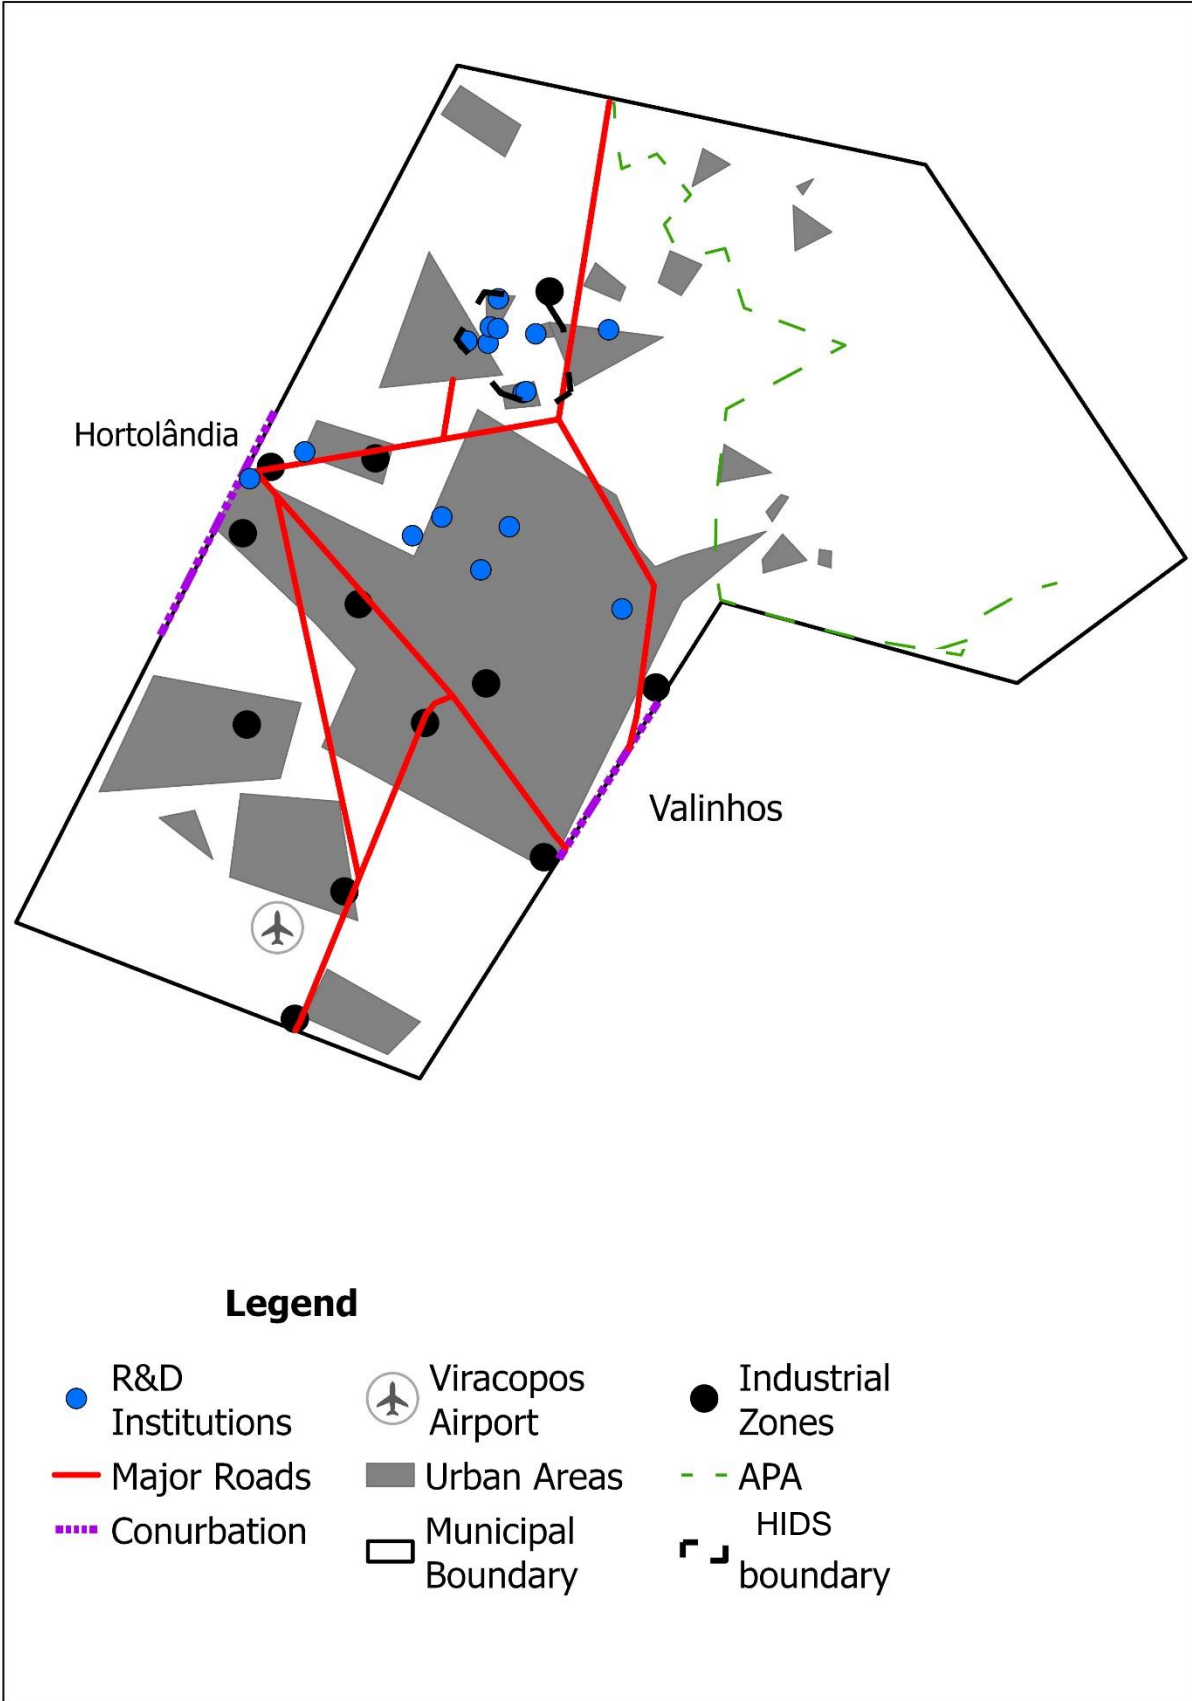 Hortolândia
Valinhos
Legend
R&D
Institutions
Viracopos
Airport
Industrial
Zones
Major Roads
Urban Areas
APA
Conurbation
Municipal
Boundary
HIDS
boundary